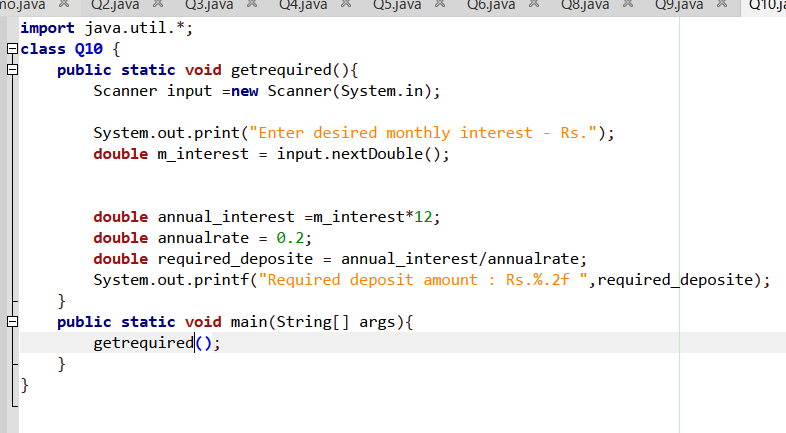 mo.java Q2.java Q3.java Q4.java Q5.java Q6.java Q8.java Q9.java Q10.ja
import java.util.*;
class Q10 {
    public static void getrequired(){
        Scanner input =new Scanner(System.in);
        System.out.print("Enter desired monthly interest - Rs.");
        double m_interest = input.nextDouble();
        double annual_interest =m_interest*12;
        double annualrate = 0.2;
        double required_deposite = annual_interest/annualrate;
        System.out.printf("Required deposit amount : Rs.%.2f ",required_deposite);
    }
    public static void main(String[] args){
        getrequired();
    }
}